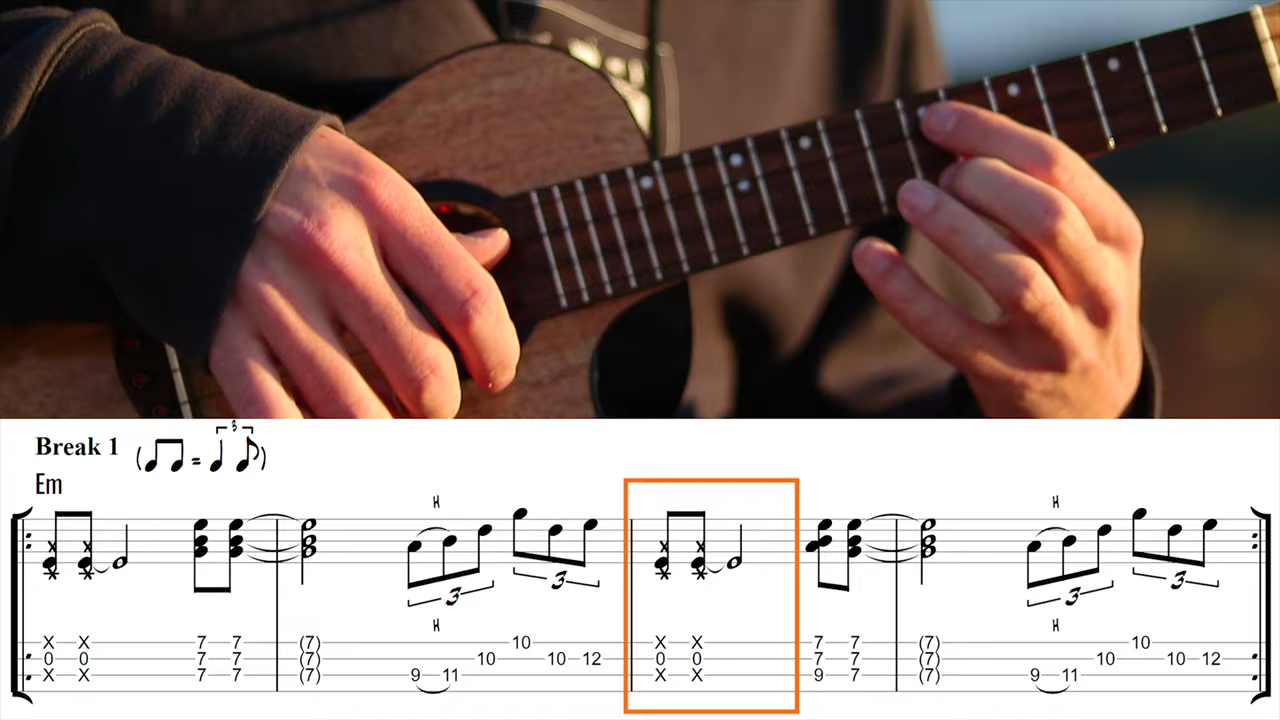 Break 1 ( = 3 )
Em
H H
3 3 3 3
H H
X X 7 7 (7) 10 X X 7 7 (7) 10
0 0 7 7 (7) 10 10 12 0 0 7 7 (7) 10 10 12
X X 7 7 (7) 9 11 X X 9 7 (7) 9 11